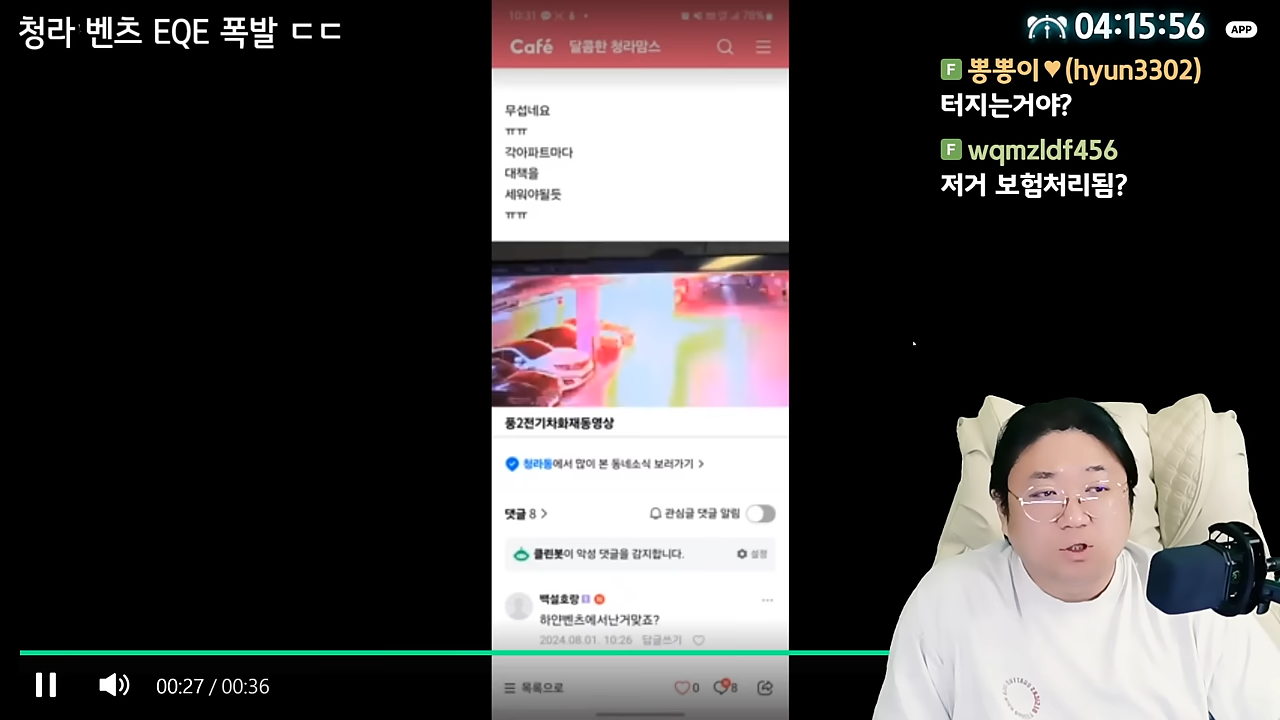 청라 벤츠 EQE 폭발 ㄷㄷ
04:15:56 APP
F 뽕뽕이♥(hyun3302)
터지는거야?
F wqmzldf456
저거 보험처리됨?
10:31
78%
Café 달콤한 청라맘스
무섭네요
ㅠㅠ
각아파트마다
대책을
세워야될듯
ㅠㅠ
풍2전기차화재동영상
청라동에서 많이 본 동네소식 보러가기 >
댓글 8 >
관심글 댓글 알림
클린봇이 악성 댓글을 감지합니다.
설정
백설호랑
하얀벤츠에서난거맞죠?
2024.08.01. 10:26 답글쓰기
목록으로
0
8
00:27 / 00:36